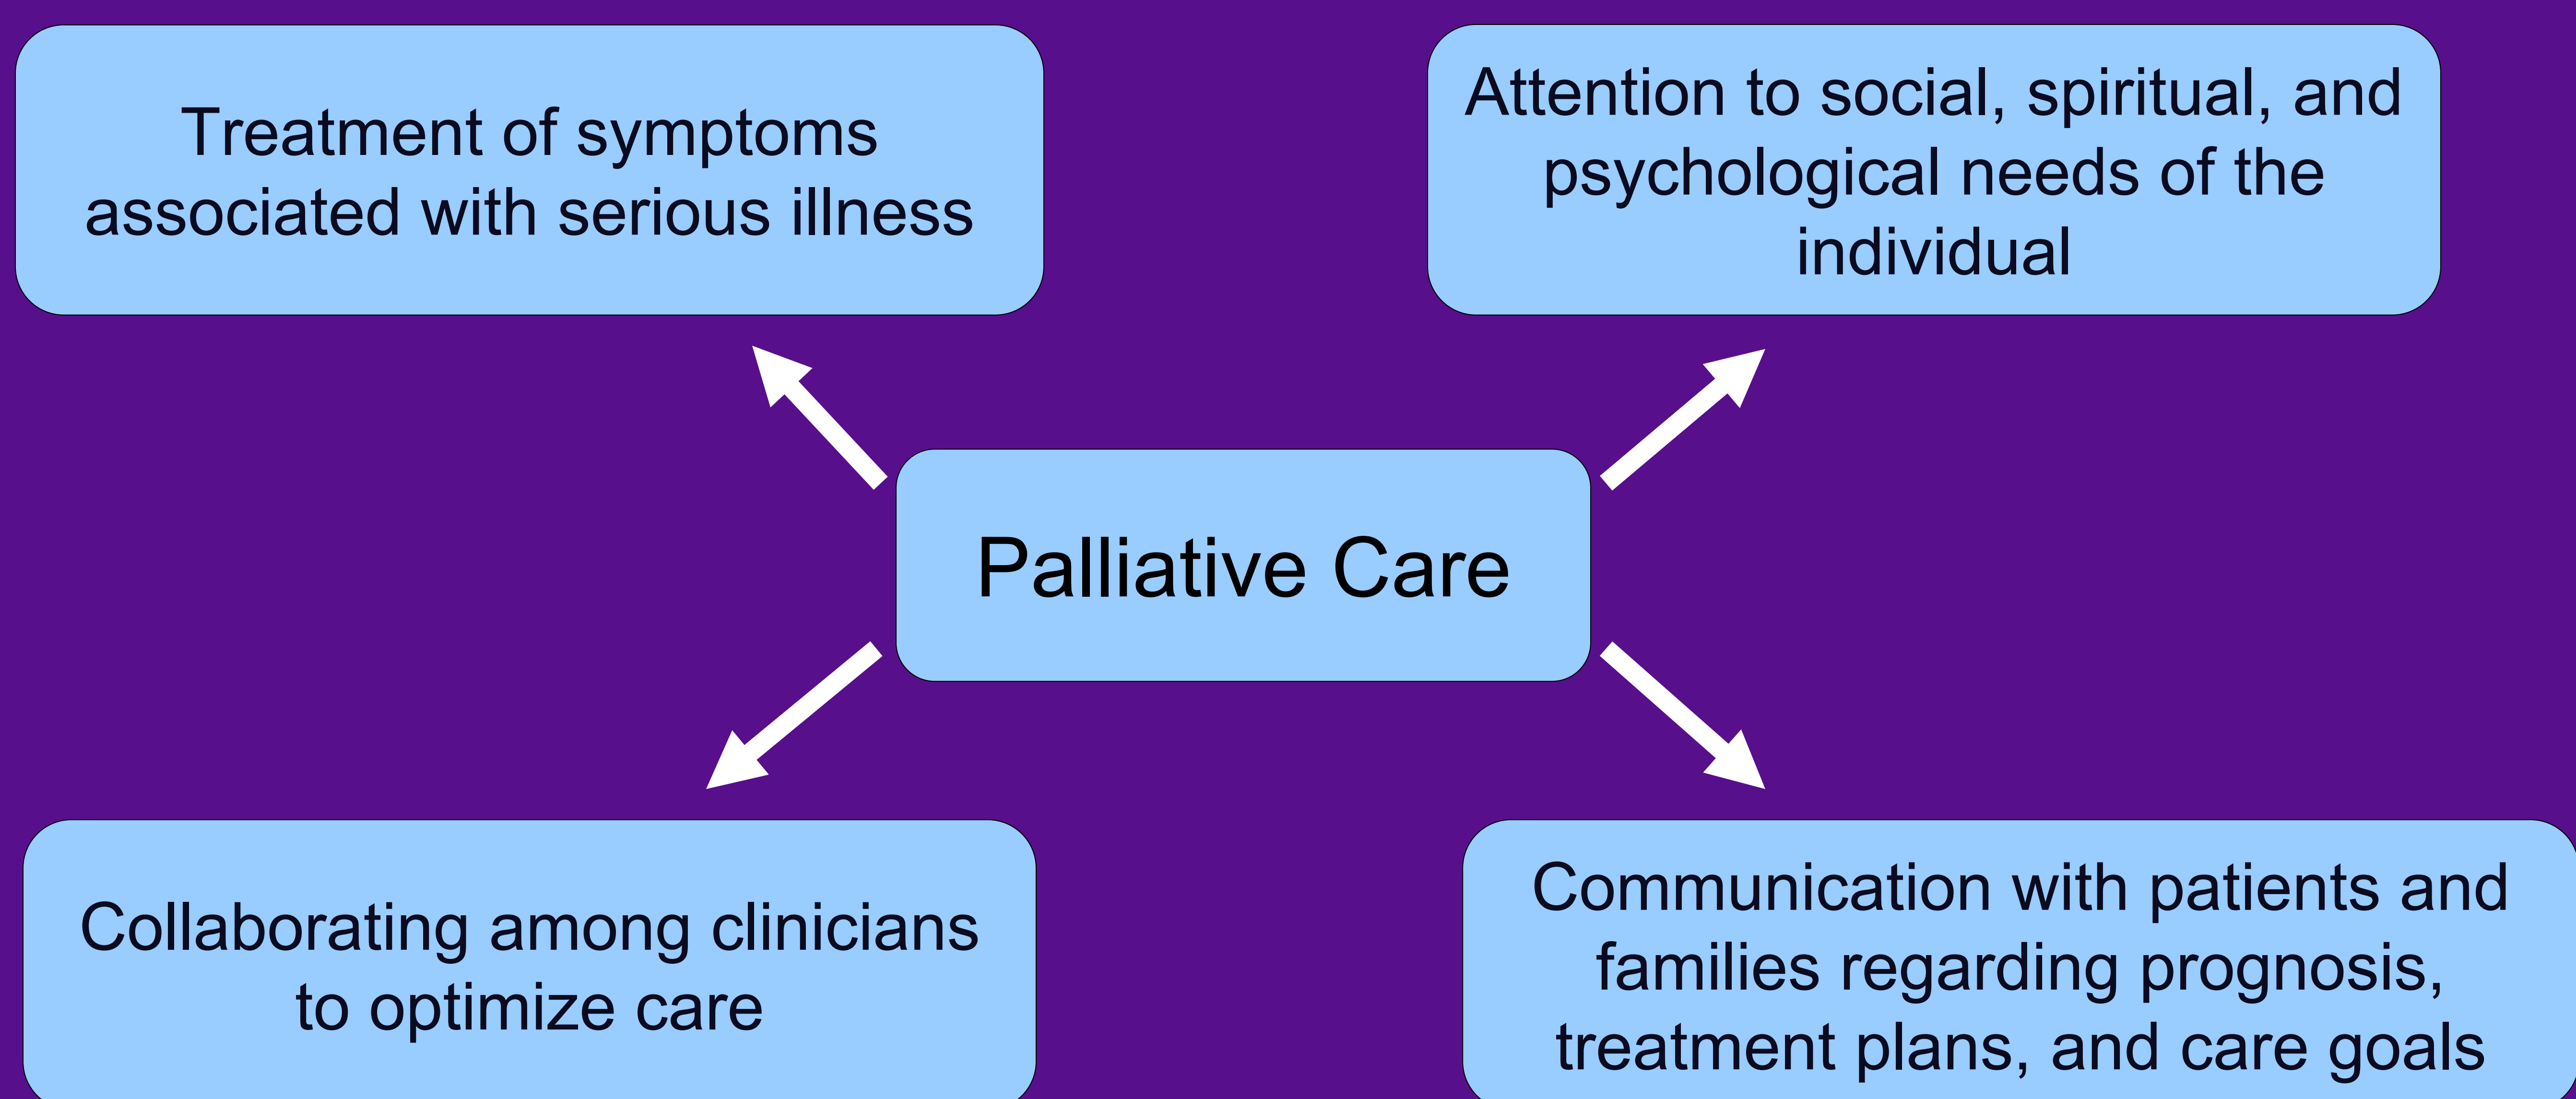 Treatment of symptoms
associated with serious illness
Attention to social, spiritual, and
psychological needs of the
individual
Palliative Care
Collaborating among clinicians
to optimize care
Communication with patients and
families regarding prognosis,
treatment plans, and care goals